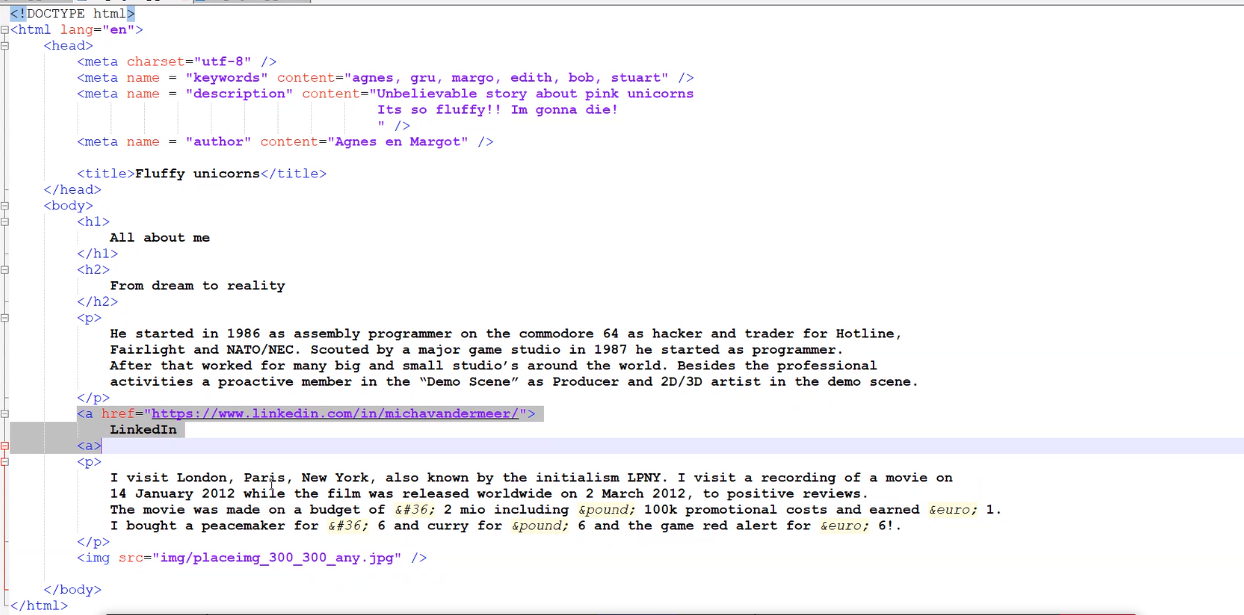 <!DOCTYPE html>
<html lang="en">
<head>
<meta charset="utf-8" />
<meta name = "keywords" content="agnes, gru, margo, edith, bob, stuart" />
<meta name = "description" content="Unbelievable story about pink unicorns
Its so fluffy!! Im gonna die!
" />
<meta name = "author" content="Agnes en Margot" />
<title>Fluffy unicorns</title>
</head>
<body>
<h1>
All about me
</h1>
<h2>
From dream to reality
</h2>
<p>
He started in 1986 as assembly programmer on the commodore 64 as hacker and trader for Hotline,
Fairlight and NATO/NEC. Scouted by a major game studio in 1987 he started as programmer.
After that worked for many big and small studio’s around the world. Besides the professional
activities a proactive member in the “Demo Scene” as Producer and 2D/3D artist in the demo scene.
</p>
<a href="https://www.linkedin.com/in/michavandermeer/">
LinkedIn
<a>
<p>
I visit London, Paris, New York, also known by the initialism LPNY. I visit a recording of a movie on
14 January 2012 while the film was released worldwide on 2 March 2012, to positive reviews.
The movie was made on a budget of &#36; 2 mio including &pound; 100k promotional costs and earned &euro; 1.
I bought a peacemaker for &#36; 6 and curry for &pound; 6 and the game red alert for &euro; 6!.
</p>
<img src="img/placeimg_300_300_any.jpg" />
</body>
</html>